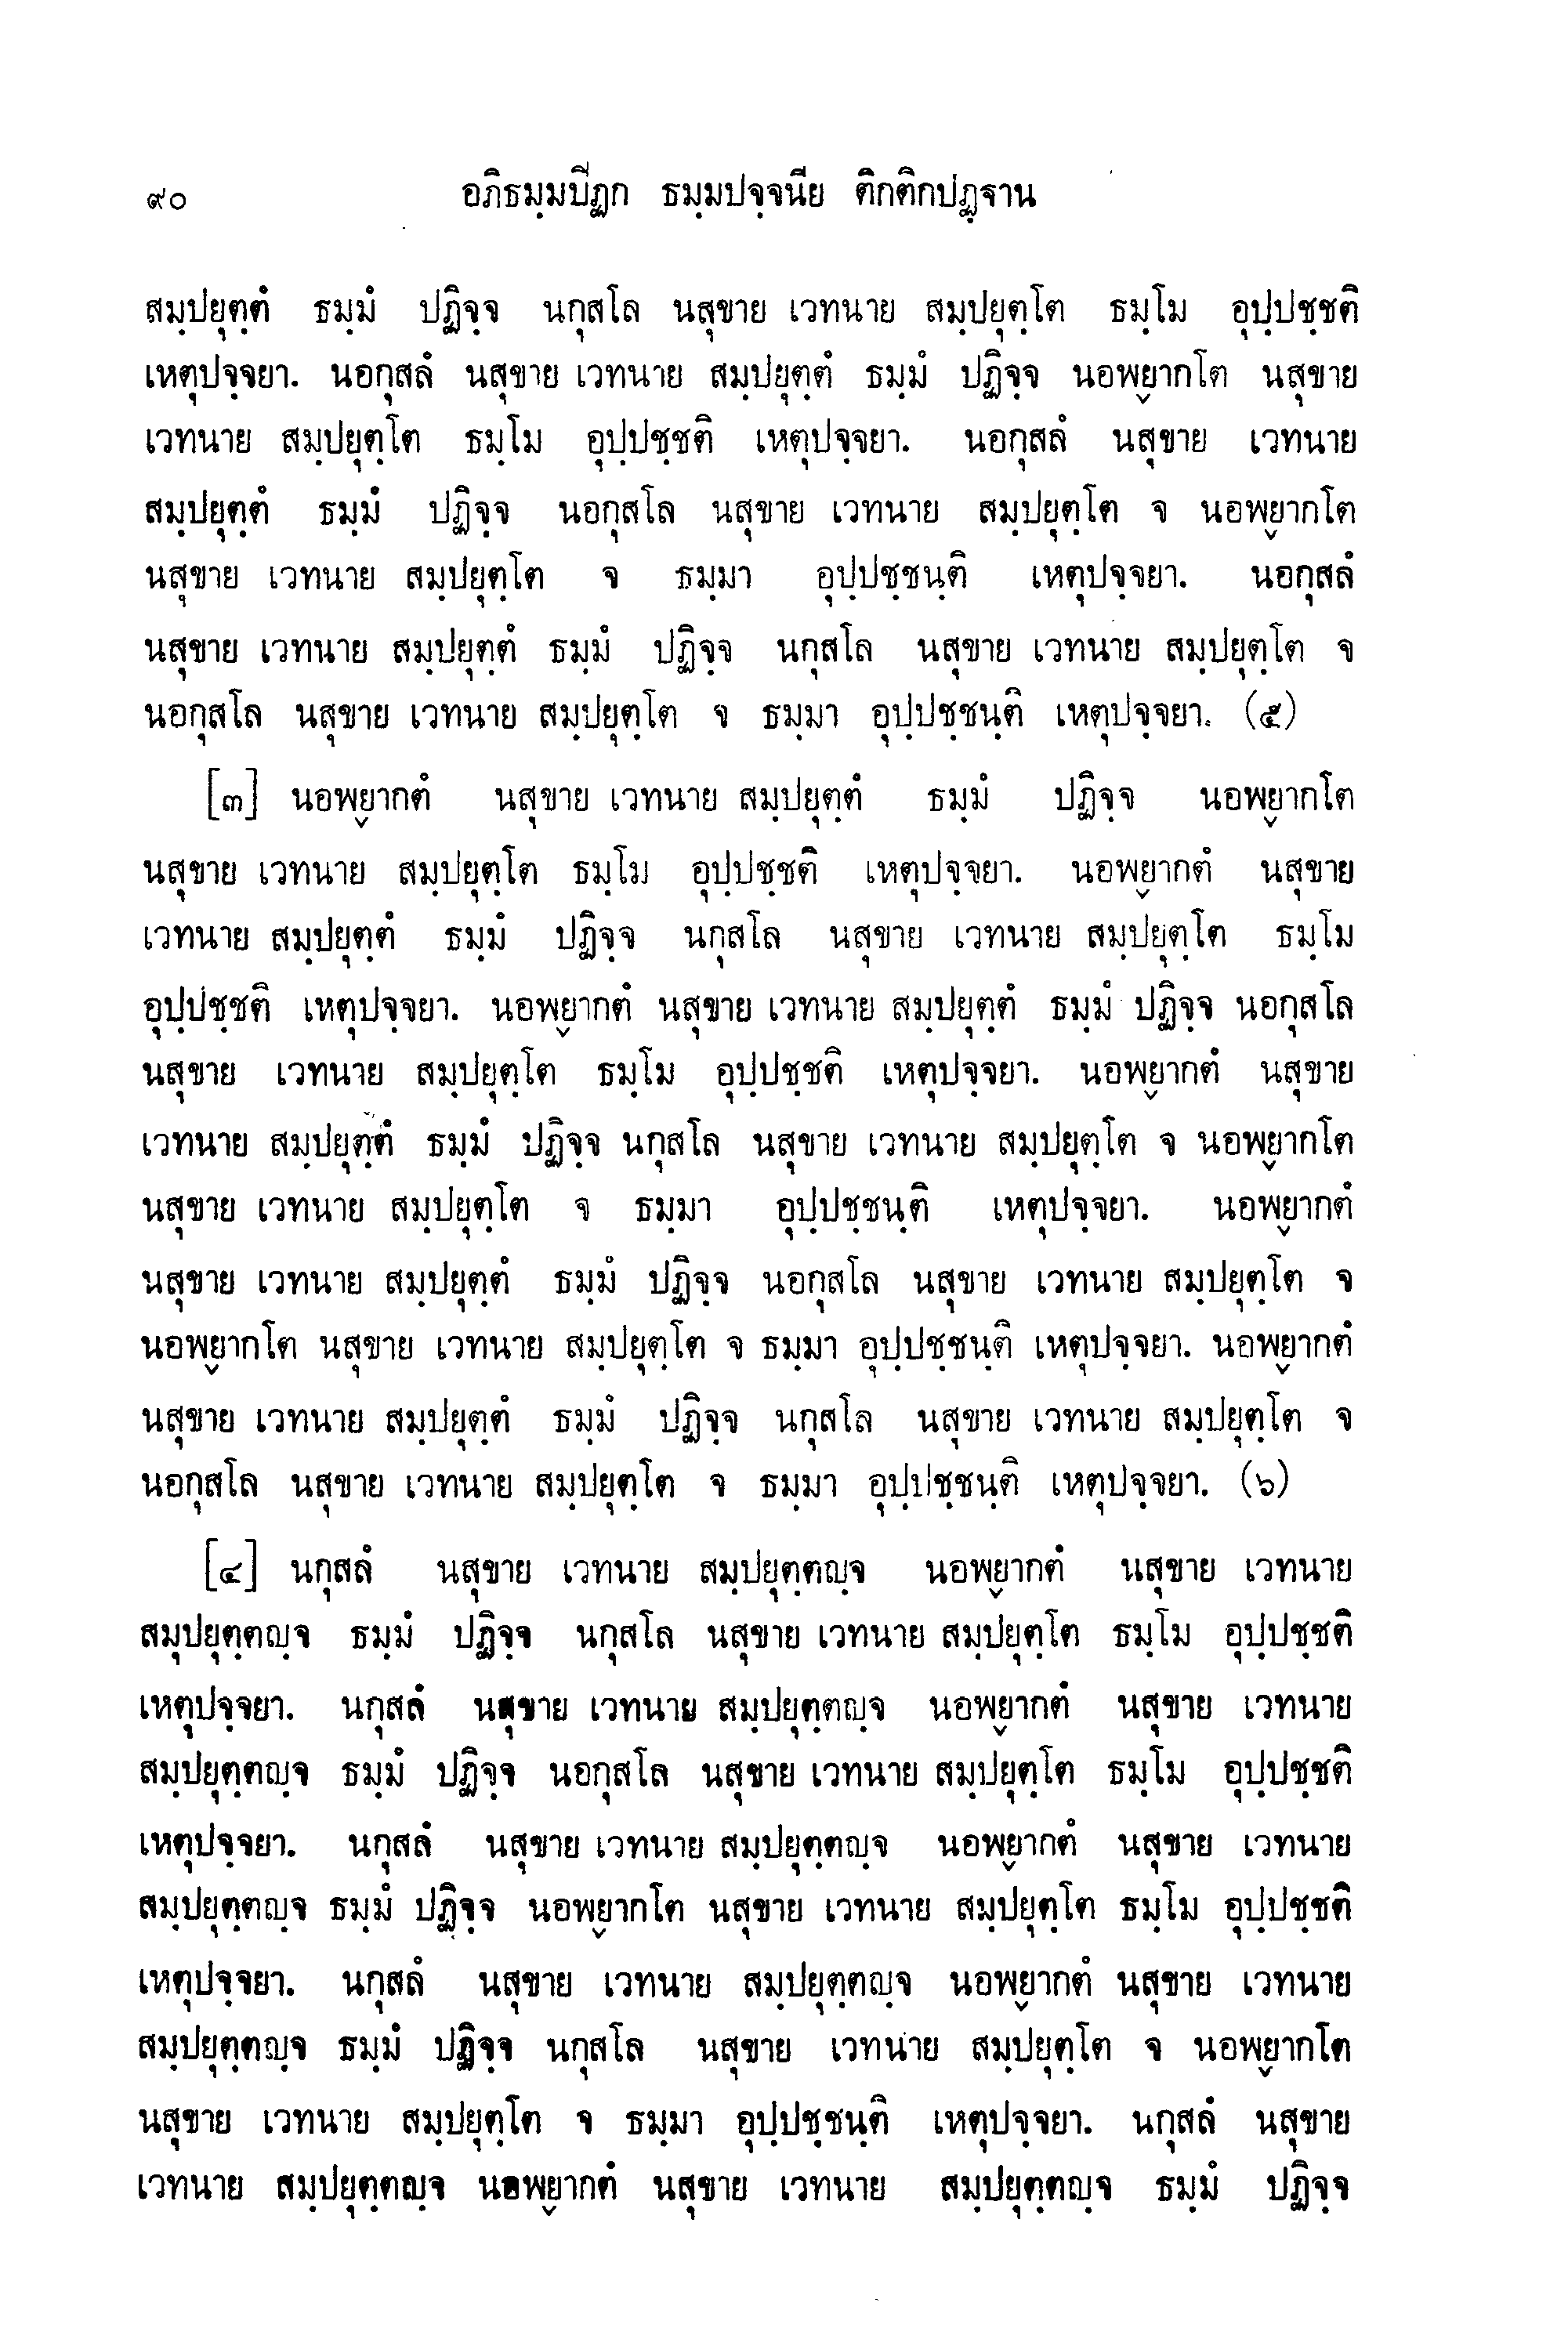 ๙๐ อภิธมฺมปิฏก ธมฺมปจฺจนีย ติกติกปฏฺฐาน
สมฺปยุตฺตํ ธมฺมํ ปฏิจฺจ นกุสโล นสุขาย เวทนาย สมฺปยุตฺโต ธมฺโม อุปฺปชฺชติ
เหตุปจฺจยา. นอกุสลํ นสุขาย เวทนาย สมฺปยุตฺตํ ธมฺมํ ปฏิจฺจ นอพฺยากโต นสุขาย
เวทนาย สมฺปยุตฺโต ธมฺโม อุปฺปชฺชติ เหตุปจฺจยา. นอกุสลํ นสุขาย เวทนาย
สมฺปยุตฺตํ ธมฺมํ ปฏิจฺจ นอกุสโล นสุขาย เวทนาย สมฺปยุตฺโต จ นอพฺยากโต
นสุขาย เวทนาย สมฺปยุตฺโต จ ธมฺมา อุปฺปชฺชนฺติ เหตุปจฺจยา. นอกุสลํ
นสุขาย เวทนาย สมฺปยุตฺตํ ธมฺมํ ปฏิจฺจ นกุสโล นสุขาย เวทนาย สมฺปยุตฺโต จ
นอกุสโล นสุขาย เวทนาย สมฺปยุตฺโต จ ธมฺมา อุปฺปชฺชนฺติ เหตุปจฺจยา. (๕)
[๓] นอพฺยากตํ นสุขาย เวทนาย สมฺปยุตฺตํ ธมฺมํ ปฏิจฺจ นอพฺยากโต
นสุขาย เวทนาย สมฺปยุตฺโต ธมฺโม อุปฺปชฺชติ เหตุปจฺจยา. นอพฺยากตํ นสุขาย
เวทนาย สมฺปยุตฺตํ ธมฺมํ ปฏิจฺจ นกุสโล นสุขาย เวทนาย สมฺปยุตฺโต ธมฺโม
อุปฺปชฺชติ เหตุปจฺจยา. นอพฺยากตํ นสุขาย เวทนาย สมฺปยุตฺตํ ธมฺมํ ปฏิจฺจ นอกุสโล
นสุขาย เวทนาย สมฺปยุตฺโต ธมฺโม อุปฺปชฺชติ เหตุปจฺจยา. นอพฺยากตํ นสุขาย
เวทนาย สมฺปยุตฺตํ ธมฺมํ ปฏิจฺจ นกุสโล นสุขาย เวทนาย สมฺปยุตฺโต จ นอพฺยากโต
นสุขาย เวทนาย สมฺปยุตฺโต จ ธมฺมา อุปฺปชฺชนฺติ เหตุปจฺจยา. นอพฺยากตํ
นสุขาย เวทนาย สมฺปยุตฺตํ ธมฺมํ ปฏิจฺจ นอกุสโล นสุขาย เวทนาย สมฺปยุตฺโต จ
นอพฺยากโต นสุขาย เวทนาย สมฺปยุตฺโต จ ธมฺมา อุปฺปชฺชนฺติ เหตุปจฺจยา. นอพฺยากตํ
นสุขาย เวทนาย สมฺปยุตฺตํ ธมฺมํ ปฏิจฺจ นกุสโล นสุขาย เวทนาย สมฺปยุตฺโต จ
นอกุสโล นสุขาย เวทนาย สมฺปยุตฺโต จ ธมฺมา อุปฺปชฺชนฺติ เหตุปจฺจยา. (๖)
[๔] นกุสลํ นสุขาย เวทนาย สมฺปยุตฺตญฺจ นอพฺยากตํ นสุขาย เวทนาย
สมฺปยุตฺตญฺจ ธมฺมํ ปฏิจฺจ นกุสโล นสุขาย เวทนาย สมฺปยุตฺโต ธมฺโม อุปฺปชฺชติ
เหตุปจฺจยา. นกุสลํ นสุขาย เวทนาย สมฺปยุตฺตญฺจ นอพฺยากตํ นสุขาย เวทนาย
สมฺปยุตฺตญฺจ ธมฺมํ ปฏิจฺจ นอกุสโล นสุขาย เวทนาย สมฺปยุตฺโต ธมฺโม อุปฺปชฺชติ
เหตุปจฺจยา. นกุสลํ นสุขาย เวทนาย สมฺปยุตฺตญฺจ นอพฺยากตํ นสุขาย เวทนาย
สมฺปยุตฺตญฺจ ธมฺมํ ปฏิจฺจ นอพฺยากโต นสุขาย เวทนาย สมฺปยุตฺโต ธมฺโม อุปฺปชฺชติ
เหตุปจฺจยา. นกุสลํ นสุขาย เวทนาย สมฺปยุตฺตญฺจ นอพฺยากตํ นสุขาย เวทนาย
สมฺปยุตฺตญฺจ ธมฺมํ ปฏิจฺจ นกุสโล นสุขาย เวทนาย สมฺปยุตฺโต จ นอพฺยากโต
นสุขาย เวทนาย สมฺปยุตฺโต จ ธมฺมา อุปฺปชฺชนฺติ เหตุปจฺจยา. นกุสลํ นสุขาย
เวทนาย สมฺปยุตฺตญฺจ นอพฺยากตํ นสุขาย เวทนาย สมฺปยุตฺตญฺจ ธมฺมํ ปฏิจฺจ